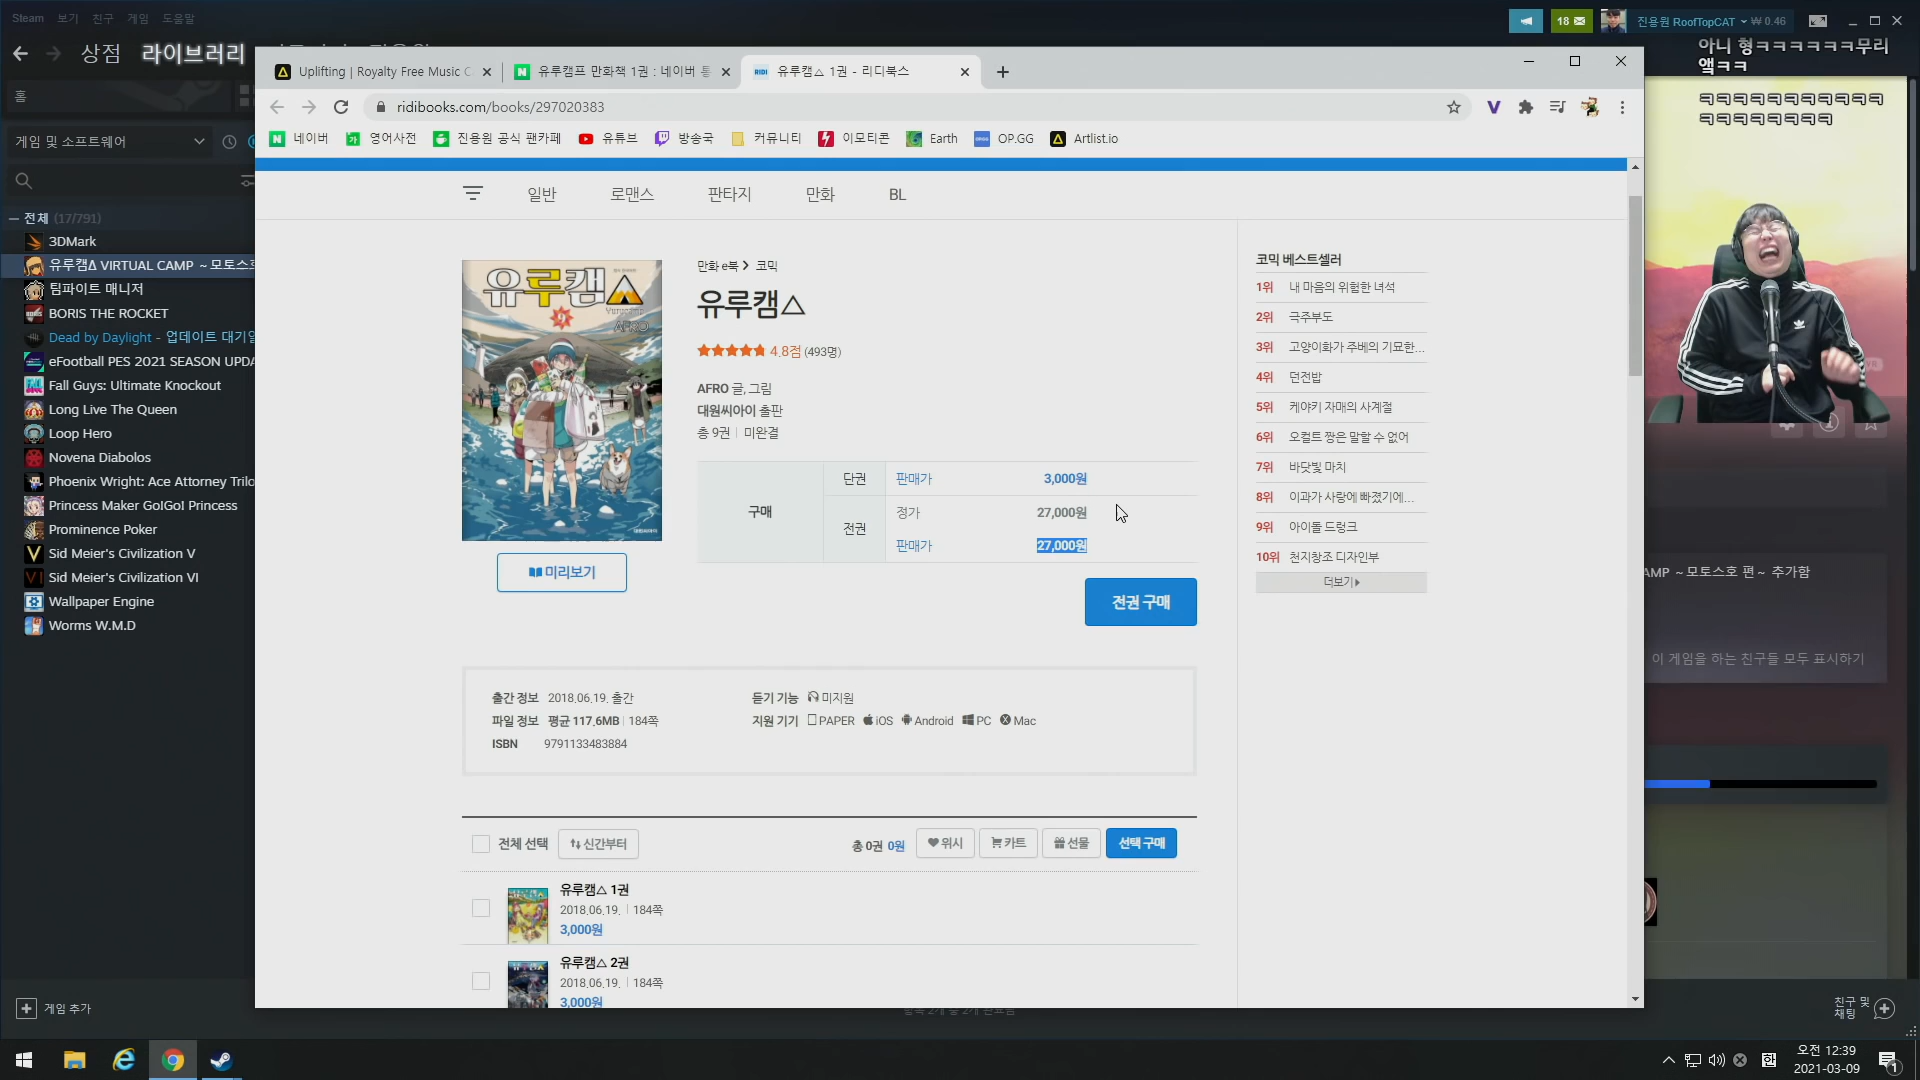 Steam 보기 친구 게임 도움말
18
진용원 RoofTopCAT ₩ 0.46
상점 라이브러리
아니 형ㅋㅋㅋㅋㅋㅋ무리
앸ㅋㅋ
ㅋㅋㅋㅋㅋㅋㅋㅋㅋㅋㅋ
ㅋㅋㅋㅋㅋㅋㅋㅋ
Uplifting | Royalty Free Music C
유루캠프 만화책 1권 : 네이버 통
유루캠△ 1권 - 리디북스
ridibooks.com/books/297020383
네이버
영어사전
진용원 공식 팬카페
유튜브
방송국
커뮤니티
이모티콘
Earth
OP.GG
Artlist.io
홈
게임 및 소프트웨어
전체 (17/791)
3DMark
유루캠Δ VIRTUAL CAMP ~모토스호
팀파이트 매니저
BORIS THE ROCKET
Dead by Daylight - 업데이트 대기열
eFootball PES 2021 SEASON UPDA
Fall Guys: Ultimate Knockout
Long Live The Queen
Loop Hero
Novena Diabolos
Phoenix Wright: Ace Attorney Trilo
Princess Maker Go!Go! Princess
Prominence Poker
Sid Meier's Civilization V
Sid Meier's Civilization VI
Wallpaper Engine
Worms W.M.D
게임 추가
일반 로맨스 판타지 만화 BL
유루캠△
9
AFRO
만화 e북 코믹
유루캠△
4.8점 (493명)
AFRO 글, 그림
대원씨아이 출판
총 9권 | 미완결
구매
단권 판매가 3,000원
전권 정가 27,000원
판매가 27,000원
미리보기
전권 구매
출간 정보 2018.06.19. 출간
파일 정보 평균 117.6MB | 184쪽
ISBN 9791133483884
듣기 기능 미지원
지원 기기 PAPER iOS Android PC Mac
전체 선택 신간부터
총 0권 0원 위시 카트 선물 선택 구매
유루캠△ 1권
2018.06.19. | 184쪽
3,000원
유루캠△ 2권
2018.06.19. | 184쪽
3,000원
코믹 베스트셀러
1위 내 마음의 위험한 녀석
2위 극주부도
3위 고양이화가 주베의 기묘한...
4위 던전밥
5위 케야키 자매의 사계절
6위 오컬트 짱은 말할 수 없어
7위 바닷빛 마치
8위 이과가 사랑에 빠졌기에...
9위 아이돌 드렁크
10위 천지창조 디자인부
더보기
AMP ~모토스호 편~ 추가함
이 게임을 하는 친구들 모두 표시하기
친구 및
채팅
한
오전 12:39
2021-03-09
1